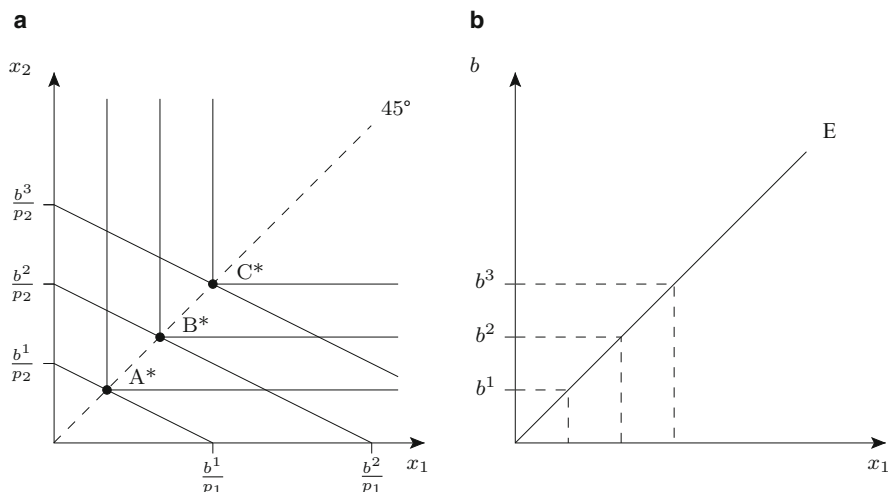 a
x₂
45°
b³/p₂
C*
b²/p₂
B*
b¹/p₂
A*
b¹/p₁
b²/p₁
x₁
b
b
E
b³
b²
b¹
x₁